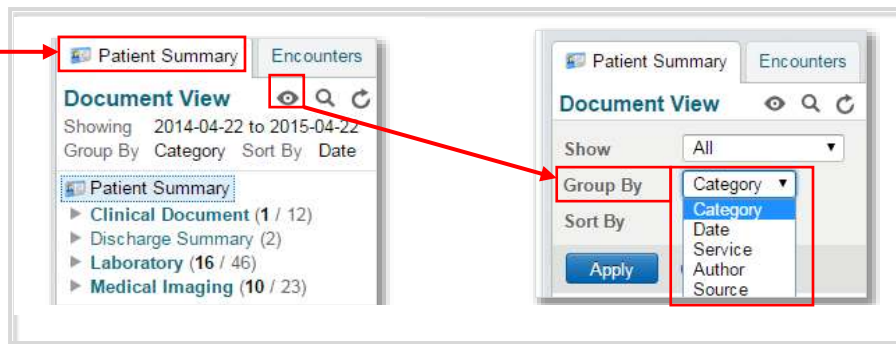 Patient Summary Encounters
Document View
Showing 2014-04-22 to 2015-04-22
Group By Category Sort By Date
Patient Summary
Clinical Document (1 / 12)
Discharge Summary (2)
Laboratory (16 / 46)
Medical Imaging (10 / 23)
Patient Summary Encounters
Document View
Show All
Group By Category
Category
Sort By Date
Service
Apply Author
Source